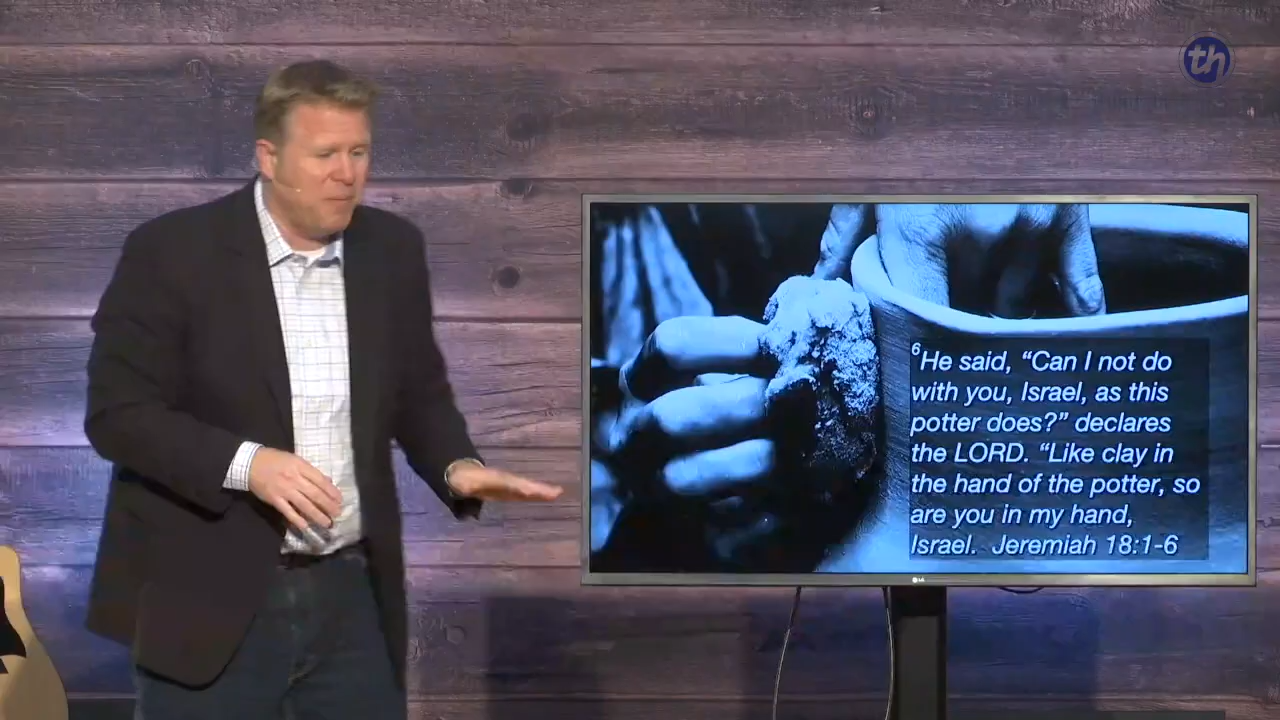 th
⁶He said, “Can I not do
with you, Israel, as this
potter does?” declares
the LORD. “Like clay in
the hand of the potter, so
are you in my hand,
Israel.  Jeremiah 18:1-6
LG